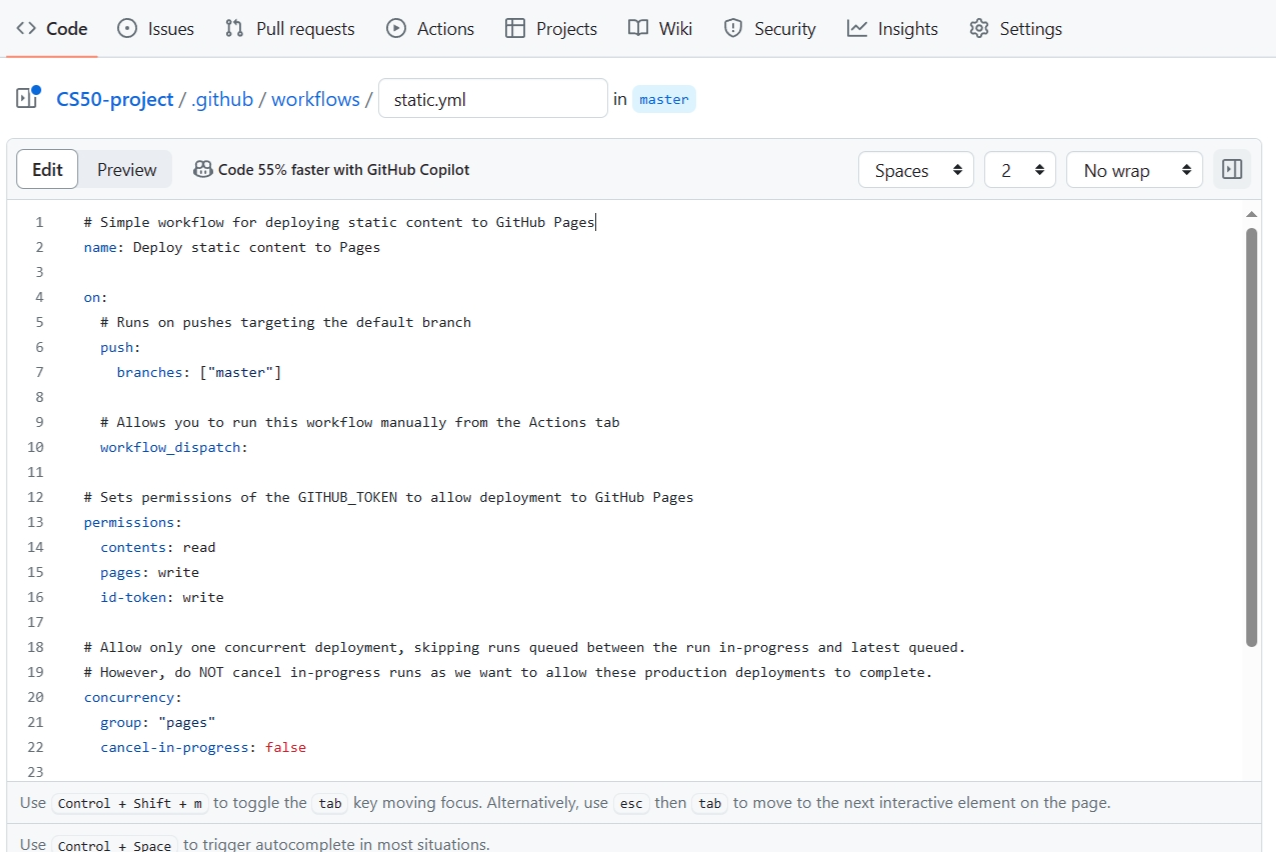 Code Issues Pull requests Actions Projects Wiki Security Insights Settings
CS50-project / .github / workflows / static.yml in master
Edit Preview Code 55% faster with GitHub Copilot Spaces 2 No wrap
1 # Simple workflow for deploying static content to GitHub Pages
2 name: Deploy static content to Pages
3
4 on:
5   # Runs on pushes targeting the default branch
6   push:
7     branches: ["master"]
8
9   # Allows you to run this workflow manually from the Actions tab
10   workflow_dispatch:
11
12 # Sets permissions of the GITHUB_TOKEN to allow deployment to GitHub Pages
13 permissions:
14   contents: read
15   pages: write
16   id-token: write
17
18 # Allow only one concurrent deployment, skipping runs queued between the run in-progress and latest queued.
19 # However, do NOT cancel in-progress runs as we want to allow these production deployments to complete.
20 concurrency:
21   group: "pages"
22   cancel-in-progress: false
23
Use Control + Shift + m to toggle the tab key moving focus. Alternatively, use esc then tab to move to the next interactive element on the page.
Use Control + Space to trigger autocomplete in most situations.